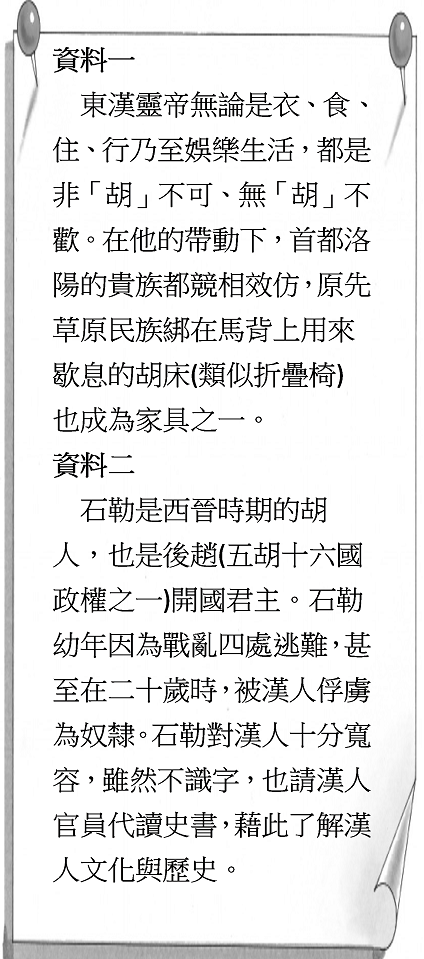 資料一
東漢靈帝無論是衣、食、
住、行乃至娛樂生活，都是
非「胡」不可、無「胡」不
歡。在他的帶動下，首都洛
陽的貴族都競相效仿，原先
草原民族綁在馬背上用來
歇息的胡床(類似折疊椅)
也成為家具之一。
資料二
石勒是西晉時期的胡
人，也是後趙(五胡十六國
政權之一)開國君主。石勒
幼年因為戰亂四處逃難，甚
至在二十歲時，被漢人俘虜
為奴隸。石勒對漢人十分寬
容，雖然不識字，也請漢人
官員代讀史書，藉此了解漢
人文化與歷史。